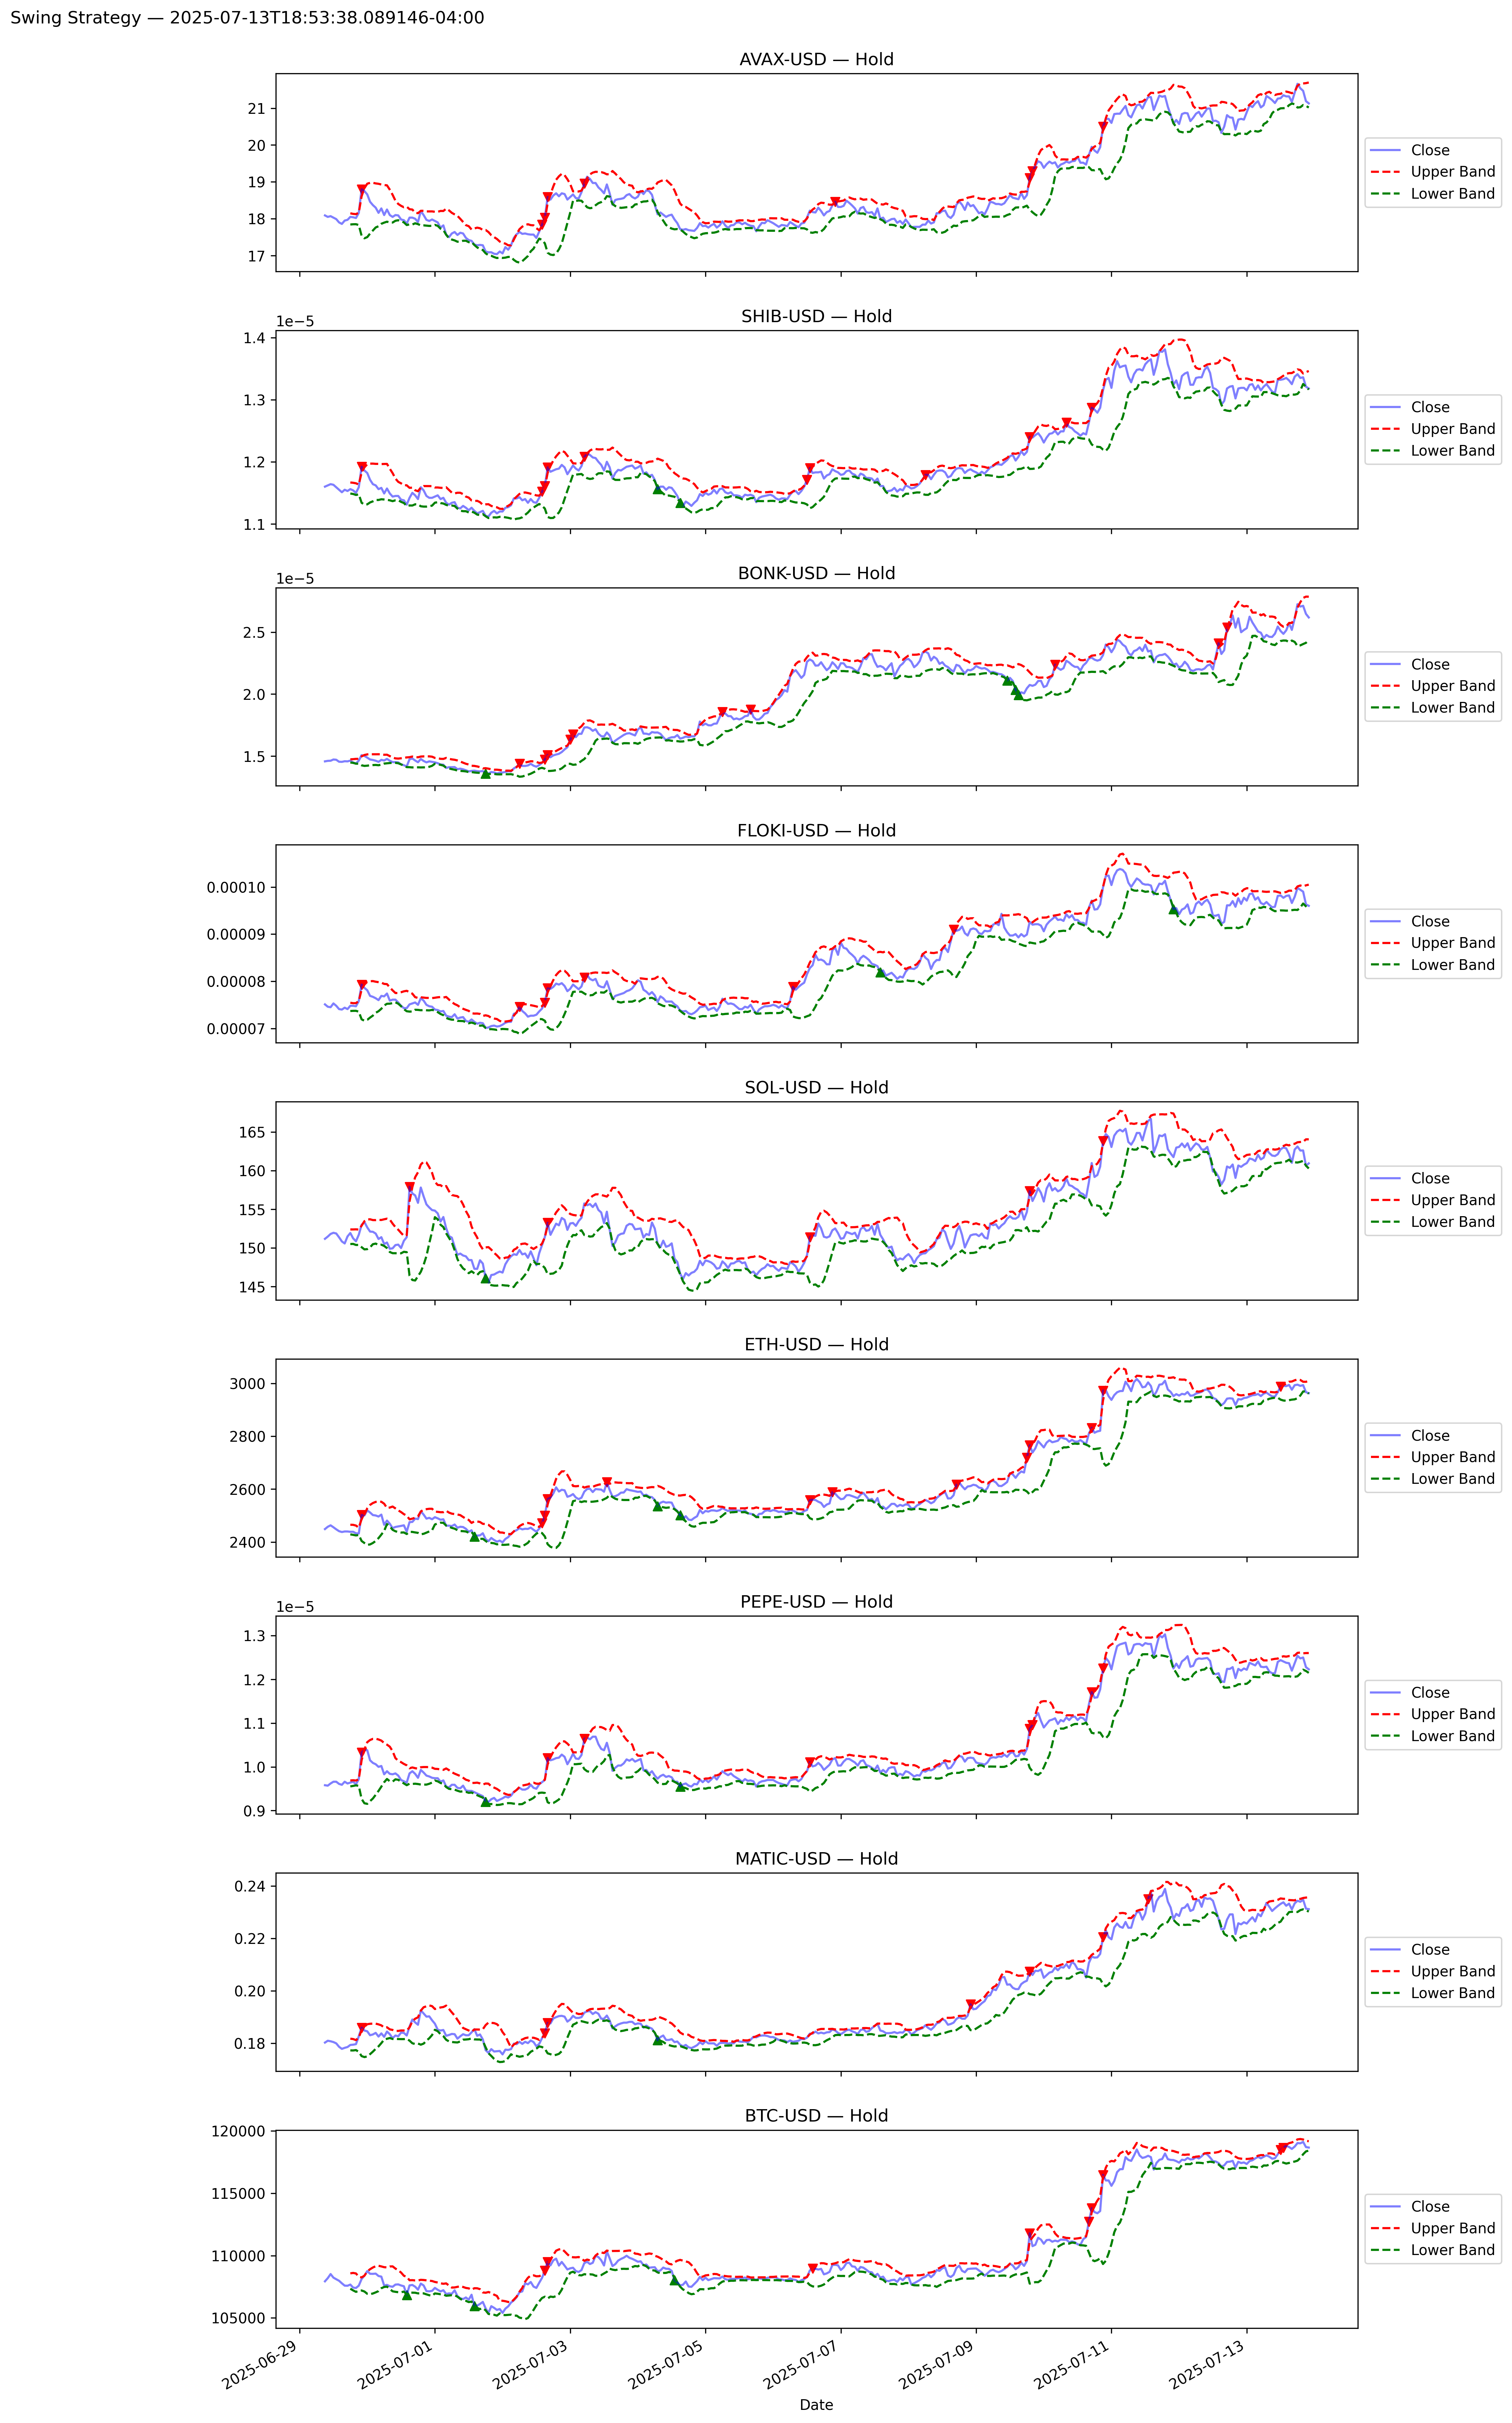 Swing Strategy — 2025-07-13T18:53:38.089146-04:00
AVAX-USD — Hold
21
20
19
18
17
Close
Upper Band
Lower Band
SHIB-USD — Hold
1e−5
1.4
1.3
1.2
1.1
Close
Upper Band
Lower Band
BONK-USD — Hold
1e−5
2.5
2.0
1.5
Close
Upper Band
Lower Band
FLOKI-USD — Hold
0.00010
0.00009
0.00008
0.00007
Close
Upper Band
Lower Band
SOL-USD — Hold
165
160
155
150
145
Close
Upper Band
Lower Band
ETH-USD — Hold
3000
2800
2600
2400
Close
Upper Band
Lower Band
PEPE-USD — Hold
1e−5
1.3
1.2
1.1
1.0
0.9
Close
Upper Band
Lower Band
MATIC-USD — Hold
0.24
0.22
0.20
0.18
Close
Upper Band
Lower Band
BTC-USD — Hold
120000
115000
110000
105000
Close
Upper Band
Lower Band
2025-06-29
2025-07-01
2025-07-03
2025-07-05
2025-07-07
2025-07-09
2025-07-11
2025-07-13
Date